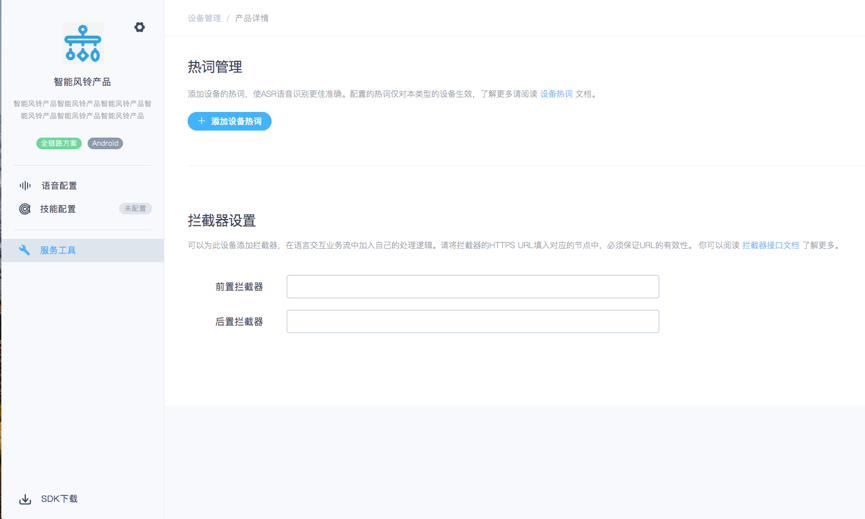 设备管理 / 产品详情
智能风铃产品
智能风铃产品智能风铃产品智能风铃产品智
能风铃产品智能风铃产品智能风铃产品
全链路方案 Android
语音配置
技能配置 未配置
服务工具
SDK下载
热词管理
添加设备的热词，使ASR语音识别更佳准确。配置的热词仅对本类型的设备生效，了解更多请阅读 设备热词 文档。
+ 添加设备热词
拦截器设置
可以为此设备添加拦截器，在语言交互业务流中加入自己的处理逻辑。请将拦截器的HTTPS URL填入对应的节点中，必须保证URL的有效性。 你可以阅读 拦截器接口文档 了解更多。
前置拦截器
后置拦截器